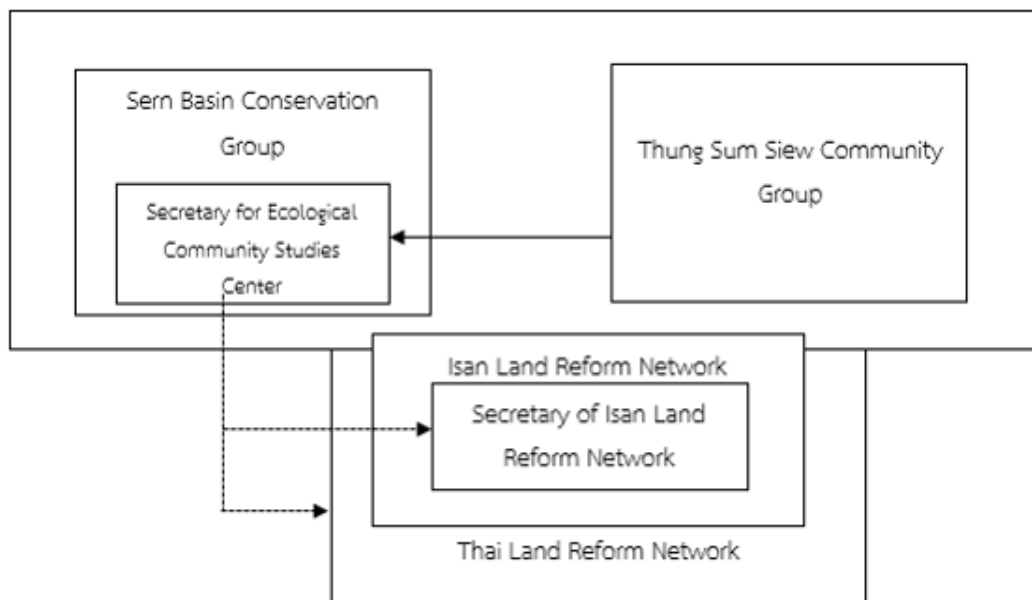 Sern Basin Conservation
Group
Secretary for Ecological
Community Studies
Center
Thung Sum Siew Community
Group
Isan Land Reform Network
Secretary of Isan Land
Reform Network
Thai Land Reform Network